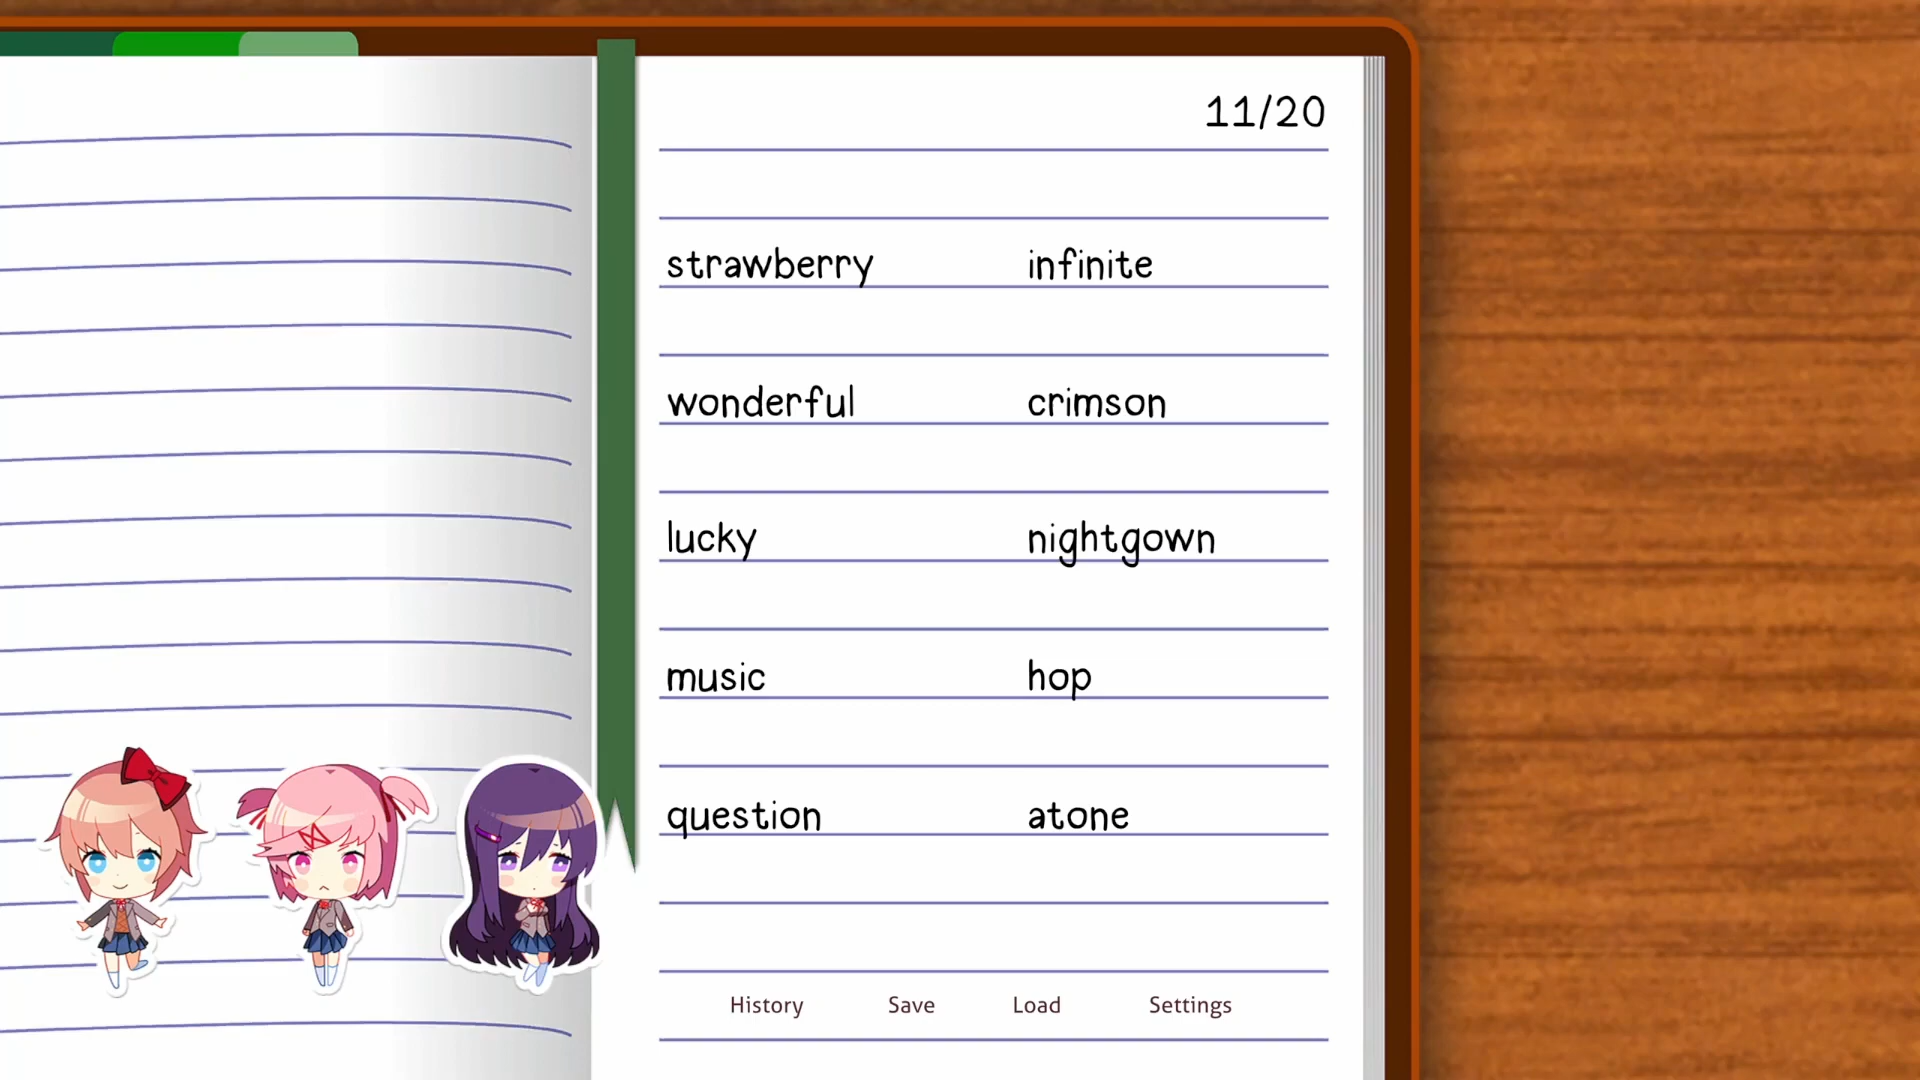 11/20
strawberry infinite
wonderful crimson
lucky nightgown
music hop
question atone
History Save Load Settings